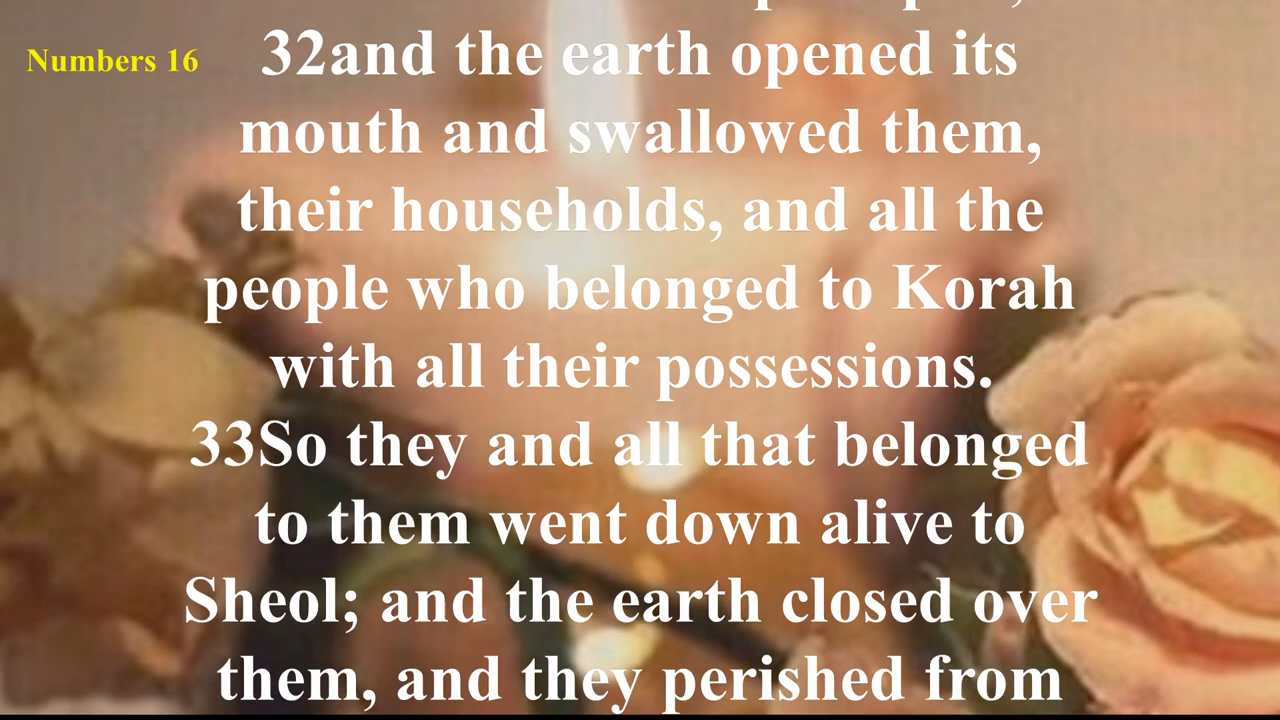 Numbers 16
32and the earth opened its
mouth and swallowed them,
their households, and all the
people who belonged to Korah
with all their possessions.
33So they and all that belonged
to them went down alive to
Sheol; and the earth closed over
them, and they perished from